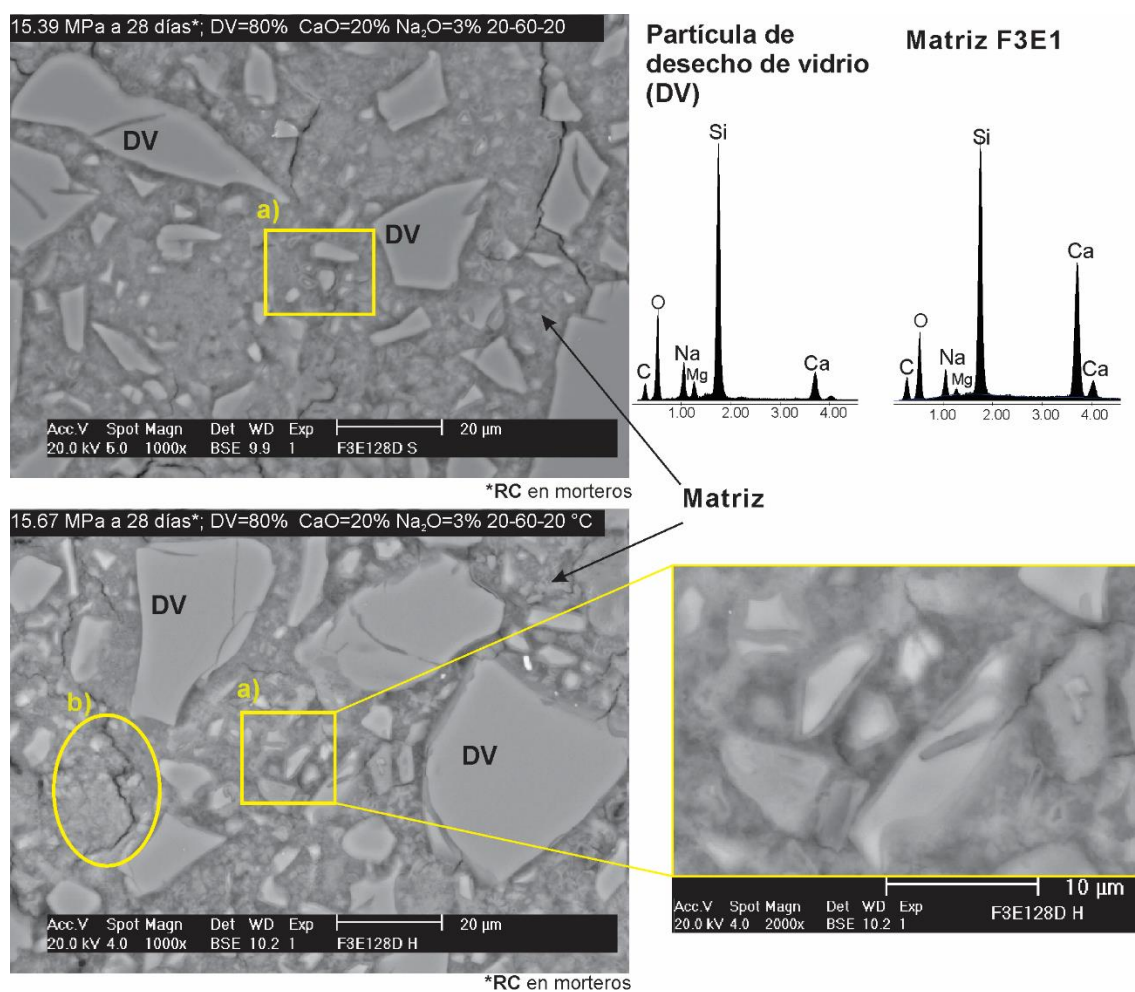 15.39 MPa a 28 días*; DV=80% CaO=20% Na₂O=3% 20-60-20
DV
a)
DV
Acc.V Spot Magn Det WD Exp 20 µm
20.0 kV 5.0 1000x BSE 9.9 1 F3E128D S
*RC en morteros
Partícula de
desecho de vidrio
(DV)
Si
O
C
Na
Mg
Ca
1.00 2.00 3.00 4.00
Matriz F3E1
Si
Ca
O
C
Na
Mg
Ca
1.00 2.00 3.00 4.00
Matriz
15.67 MPa a 28 días*; DV=80% CaO=20% Na₂O=3% 20-60-20 °C
DV
a)
b)
DV
Acc.V Spot Magn Det WD Exp 20 µm
20.0 kV 4.0 1000x BSE 10.2 1 F3E128D H
*RC en morteros
10 µm
Acc.V Spot Magn Det WD Exp
20.0 kV 4.0 2000x BSE 10.2 1 F3E128D H